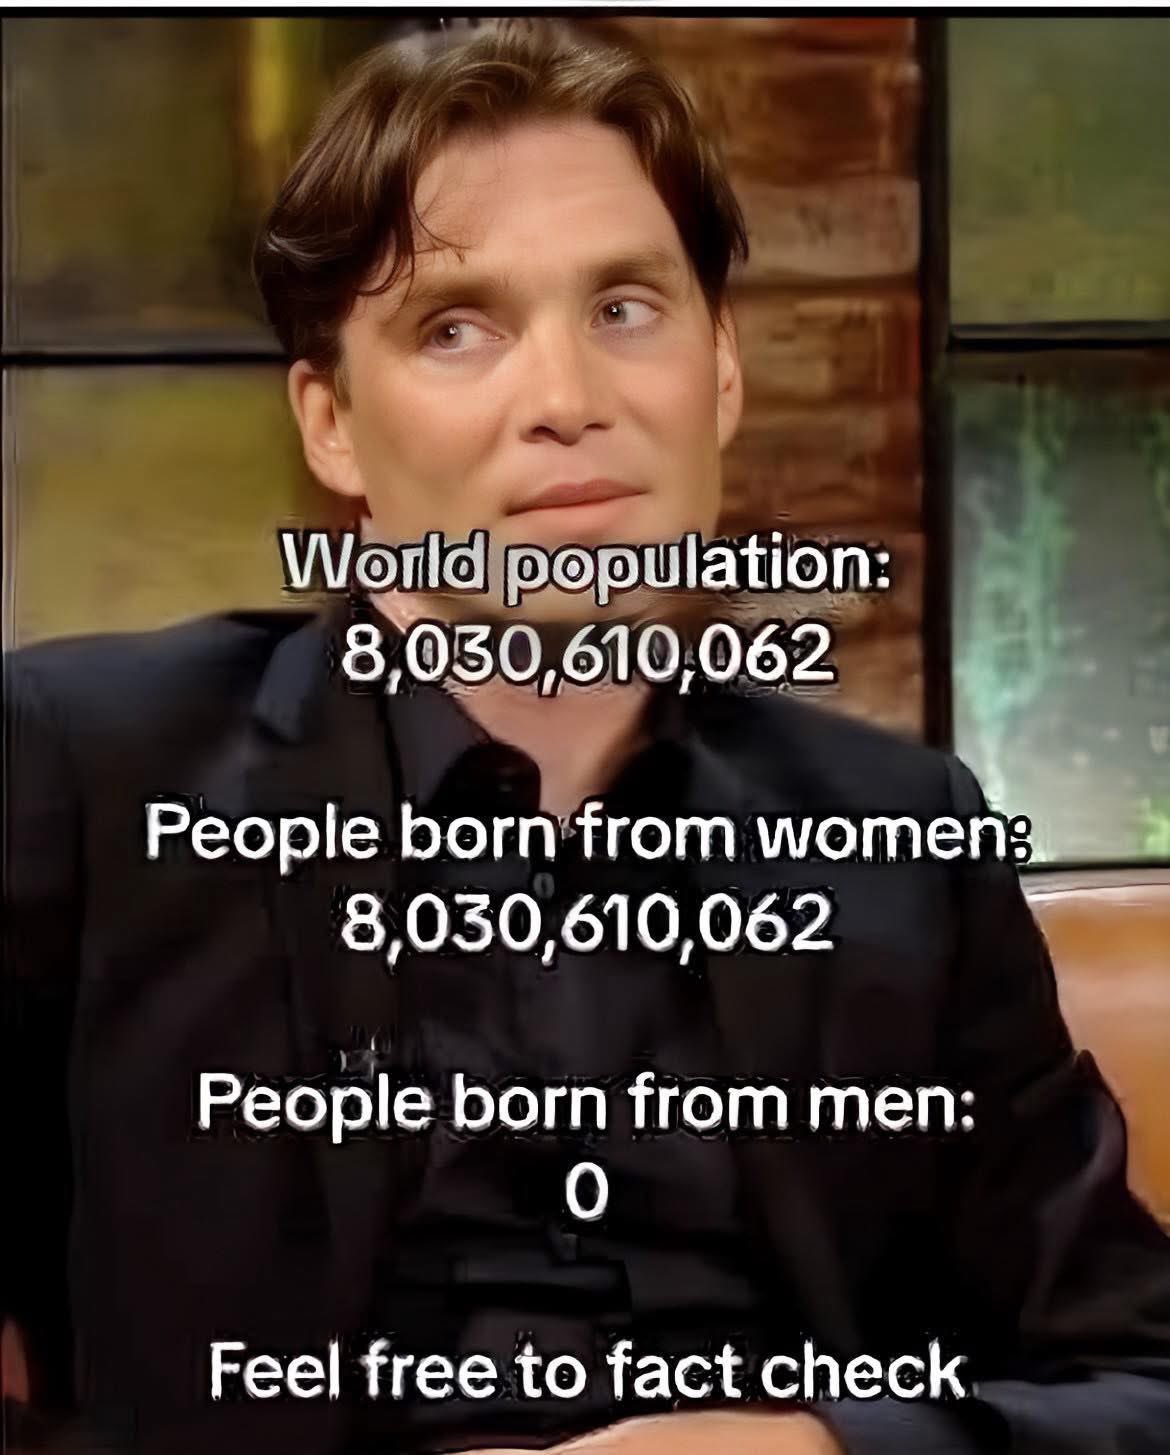 World population:
8,030,610,062
People born from women:
8,030,610,062
People born from men:
0
Feel free to fact check